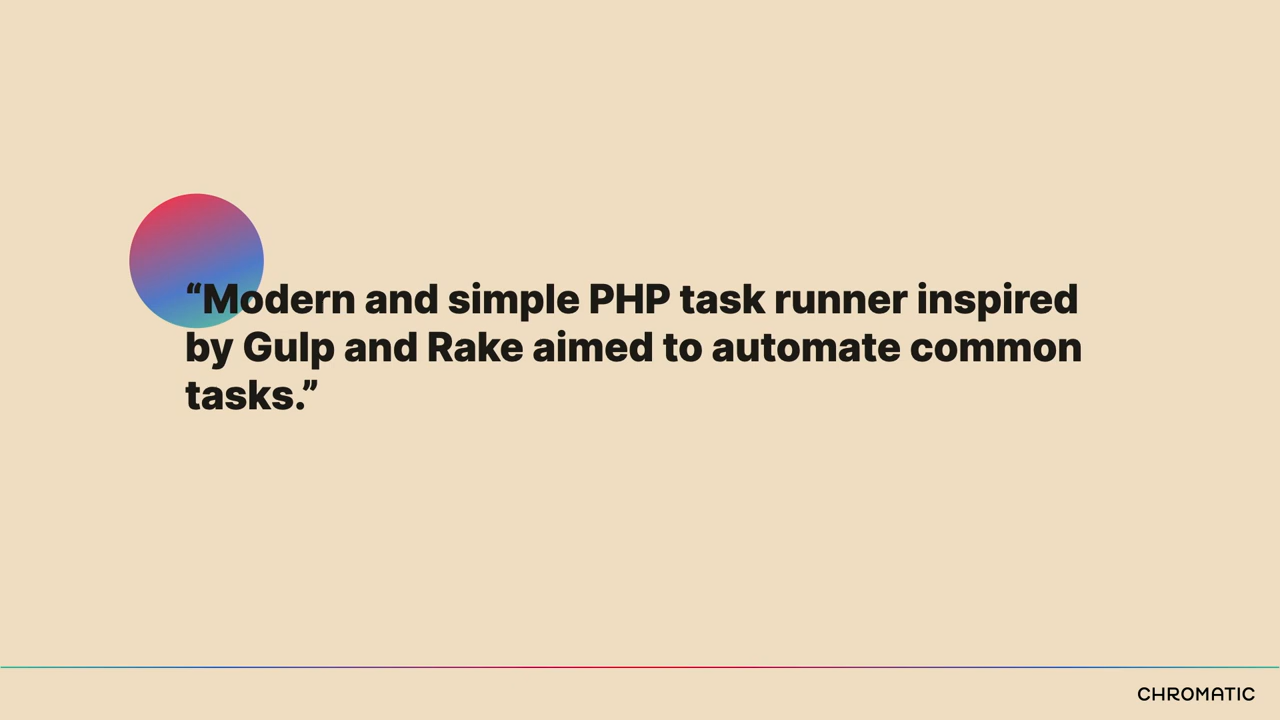 “Modern and simple PHP task runner inspired
by Gulp and Rake aimed to automate common
tasks.”
CHROMATIC